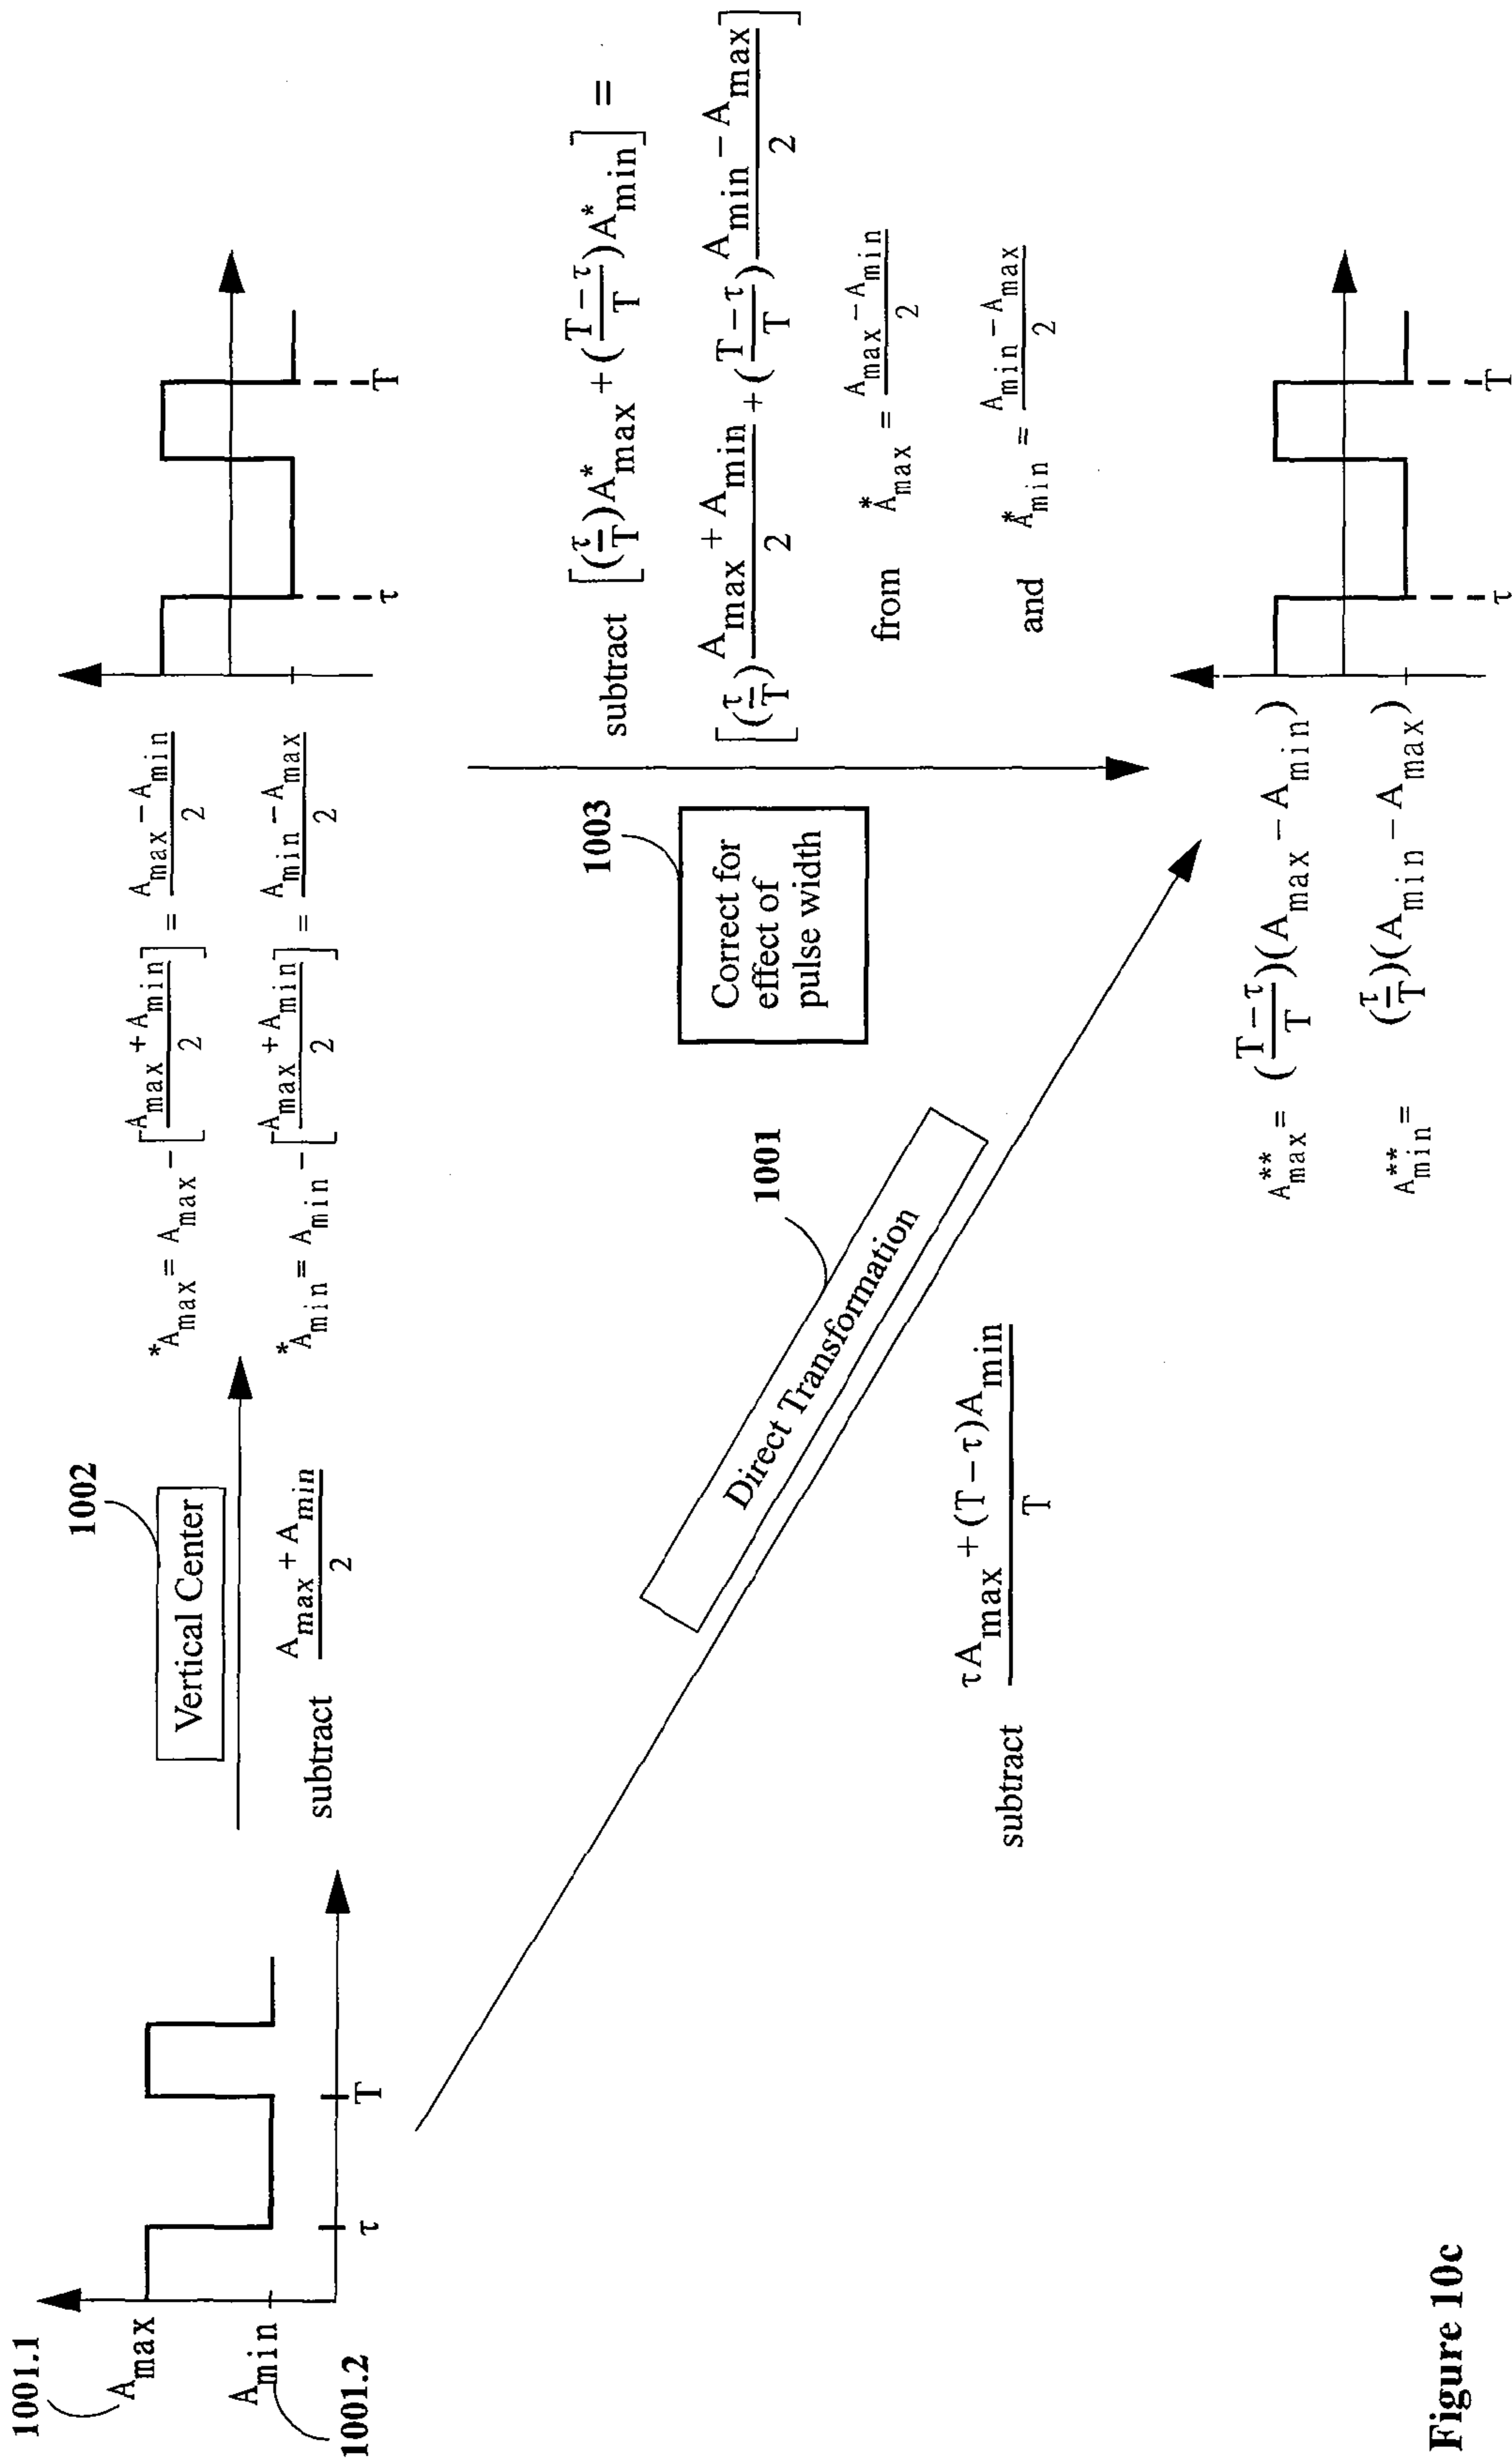 1001.1
A_max
A_min
1001.2
τ
T
1002
Vertical Center
subtract (A_max + A_min)/2
*A_max = A_max − [(A_max + A_min)/2] = (A_max − A_min)/2
*A_min = A_min − [(A_max + A_min)/2] = (A_min − A_max)/2
τ
T
1003
Correct for
effect of
pulse width
subtract [(τ/T)A*_max + ((T−τ)/T)A*_min] =
[(τ/T)(A_max + A_min)/2 + ((T−τ)/T)(A_min − A_max)/2]
from *A_max = (A_max − A_min)/2
and *A_min = (A_min − A_max)/2
1001
Direct Transformation
subtract (τA_max + (T−τ)A_min)/T
A**_max = ((T−τ)/T)(A_max − A_min)
A**_min = (τ/T)(A_min − A_max)
τ
T
Figure 10c